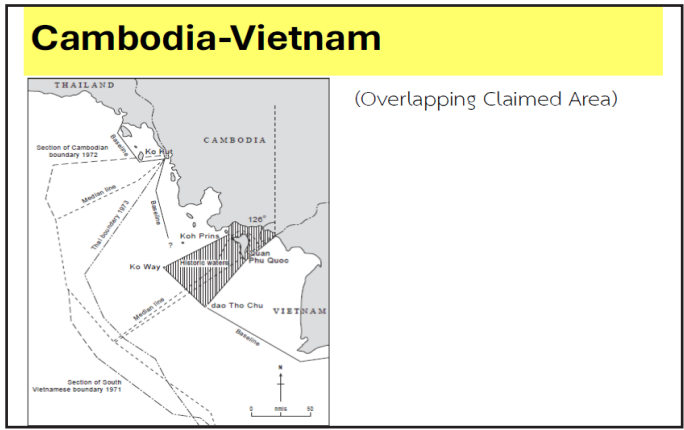 Cambodia-Vietnam
(Overlapping Claimed Area)
THAILAND
CAMBODIA
Baseline
Ko Kut
Section of Cambodian
boundary 1972
Median line
Thai boundary 1973
Baseline
126°
Koh Prins
?
Quan
Phu Quoc
Ko Way
Historic waters
dao Tho Chu
VIETNAM
Median line
Baseline
N
Section of South
Vietnamese boundary 1971
0 nmls 50